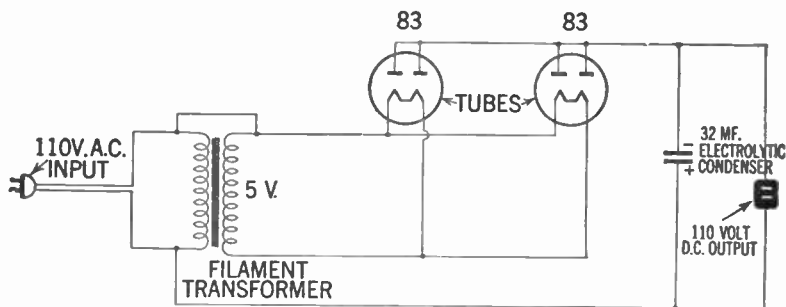 83
83
TUBES
110V. A.C.
INPUT
5 V.
FILAMENT
TRANSFORMER
32 MF.
ELECTROLYTIC
CONDENSER
−
+
110 VOLT
D.C. OUTPUT